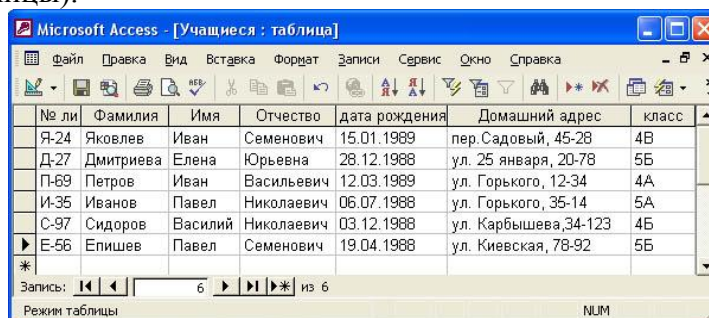 ницы).
Microsoft Access - [Учащиеся : таблица]
Файл Правка Вид Вставка Формат Записи Сервис Окно Справка
№ ли Фамилия Имя Отчество дата рождения Домашний адрес класс
Я-24 Яковлев Иван Семенович 15.01.1989 пер.Садовый, 45-28 4В
Д-27 Дмитриева Елена Юрьевна 28.12.1988 ул. 25 января, 20-78 5Б
П-69 Петров Иван Васильевич 12.03.1989 ул. Горького, 12-34 4А
И-35 Иванов Павел Николаевич 06.07.1988 ул. Горького, 35-14 5А
С-97 Сидоров Василий Николаевич 03.12.1988 ул. Карбышева,34-123 4Б
Е-56 Епишев Павел Семенович 19.04.1988 ул. Киевская, 78-92 5Б
Запись: 6 из 6
Режим таблицы NUM